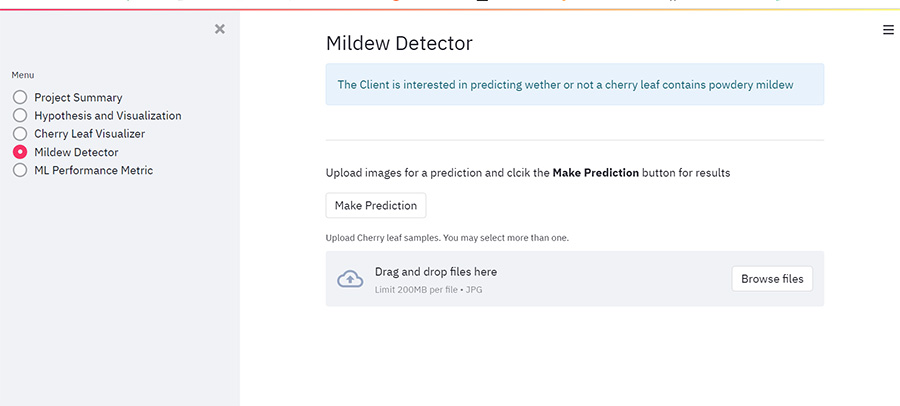 Menu
Project Summary
Hypothesis and Visualization
Cherry Leaf Visualizer
Mildew Detector
ML Performance Metric
Mildew Detector
The Client is interested in predicting wether or not a cherry leaf contains powdery mildew
Upload images for a prediction and clcik the Make Prediction button for results
Make Prediction
Upload Cherry leaf samples. You may select more than one.
Drag and drop files here
Limit 200MB per file • JPG
Browse files